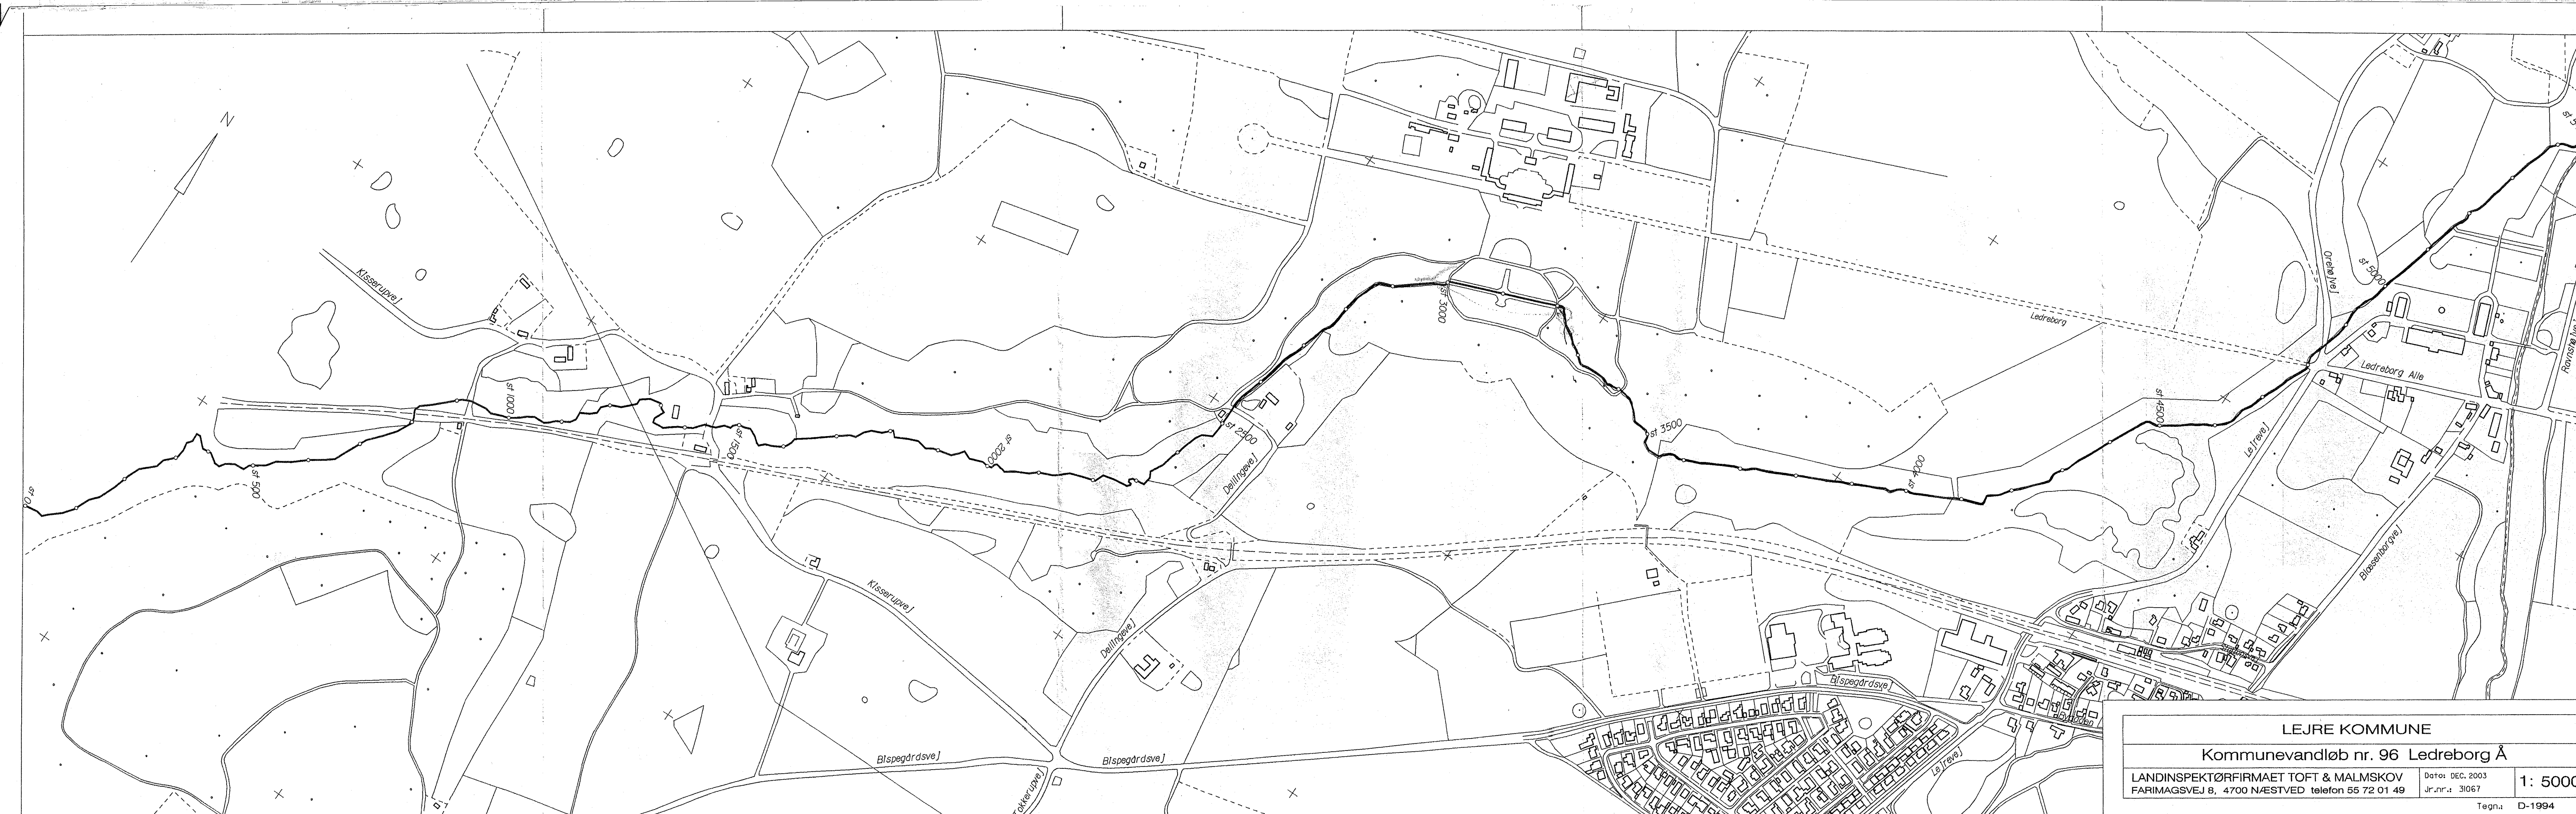 N
Kisserupvej
st 0
st 500
st 1000
st 1500
st 2000
st 2500
st 3000
st 3500
st 4000
st 4500
st 5000
Ledreborg
Orehøjvej
Ledreborg Alle
Lejrevej
Blæsenborgvej
Dellingevej
Kisserupvej
Dellingevej
Bispegårdsvej
Bispegårdsvej
Bispegårdsvej
Lejrevej
LEJRE KOMMUNE
Kommunevandløb nr. 96 Ledreborg Å
LANDINSPEKTØRFIRMAET TOFT & MALMSKOV
FARIMAGSVEJ 8, 4700 NÆSTVED telefon 55 72 01 49
Dato: DEC. 2003
Jr.nr.: 31067
1: 5000
Tegn.: D-1994